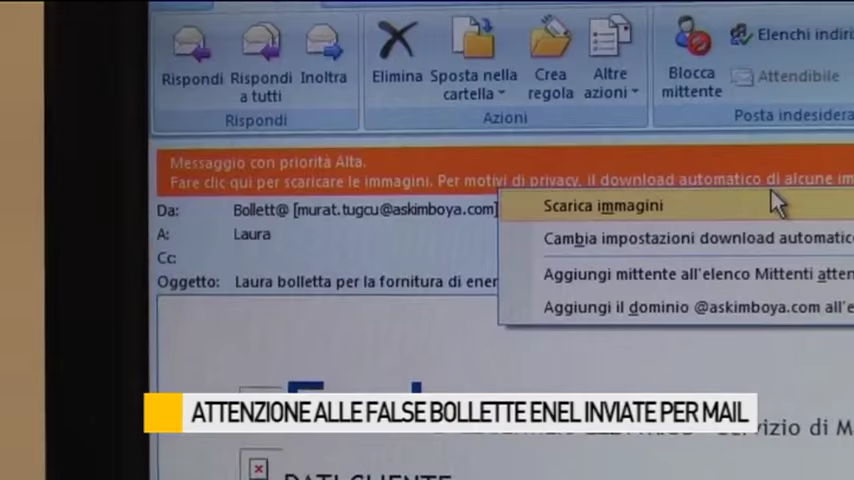 Rispondi Rispondi a tutti Inoltra
Elimina Sposta nella cartella Crea regola Altre azioni
Blocca mittente Elenchi indiri
Attendibile
Rispondi Azioni Posta indesidera
Messaggio con priorità Alta.
Fare clic qui per scaricare le immagini. Per motivi di privacy, il download automatico di alcune im
Scarica immagini
Da: Bollett@ [murat.tugcu@askimboya.com]
A: Laura
Cambia impostazioni download automatico
Cc:
Aggiungi mittente all'elenco Mittenti atten
Oggetto: Laura bolletta per la fornitura di ener
Aggiungi il dominio @askimboya.com all'e
ATTENZIONE ALLE FALSE BOLLETTE ENEL INVIATE PER MAIL
di M
DATI CLIENTE